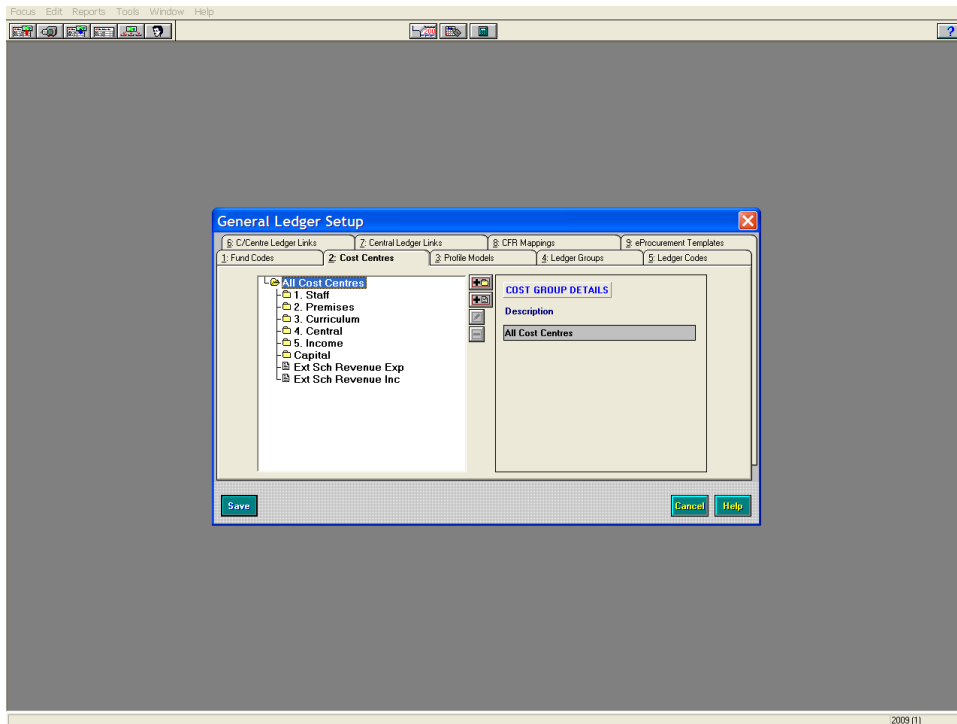 Focus Edit Reports Tools Window Help
?
General Ledger Setup
6: C/Centre Ledger Links 7: Central Ledger Links 8: CFR Mappings 9: eProcurement Templates
1: Fund Codes 2: Cost Centres 3: Profile Models 4: Ledger Groups 5: Ledger Codes
All Cost Centres
1. Staff
2. Premises
3. Curriculum
4. Central
5. Income
Capital
Ext Sch Revenue Exp
Ext Sch Revenue Inc
COST GROUP DETAILS
Description
All Cost Centres
Save Cancel Help
2009 (1)